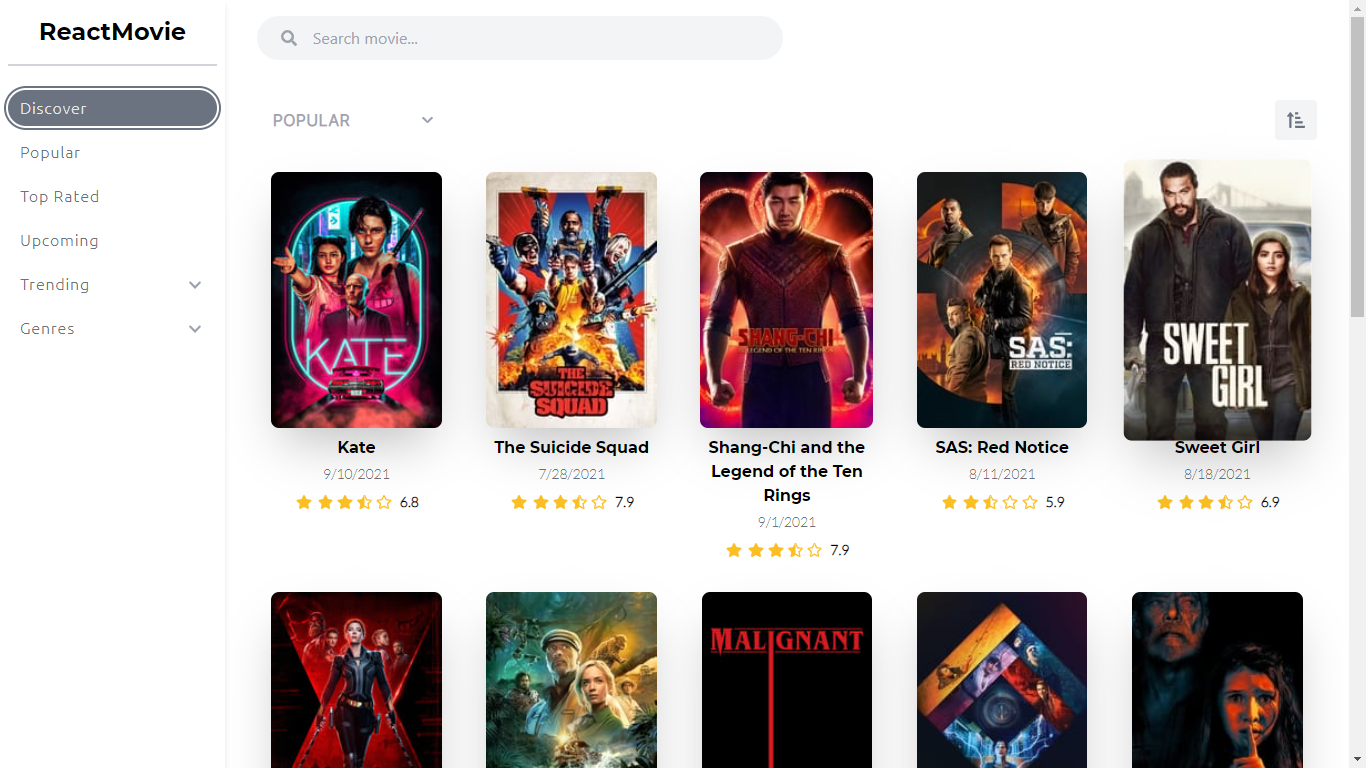 ReactMovie
Search movie...
Discover
Popular
Top Rated
Upcoming
Trending
Genres
POPULAR
KATE
THE
SUICIDE
SQUAD
SHANG-CHI
LEGEND OF THE TEN RINGS
SAS:
RED NOTICE
SWEET
GIRL
Kate
The Suicide Squad
Shang-Chi and the
Legend of the Ten
Rings
SAS: Red Notice
Sweet Girl
9/10/2021
7/28/2021
9/1/2021
8/11/2021
8/18/2021
6.8
7.9
7.9
5.9
6.9
MALIGNANT